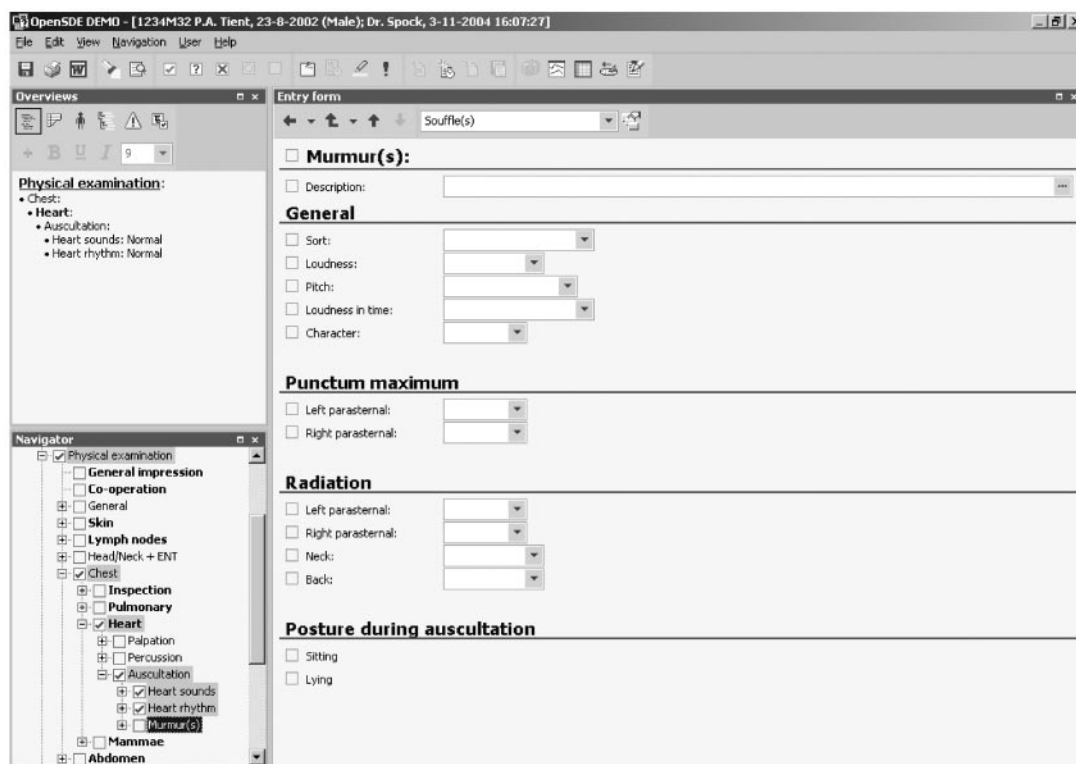 OpenSDE DEMO - [1234M32 P.A. Tient, 23-8-2002 (Male); Dr. Spock, 3-11-2004 16:07:27]
File Edit View Navigation User Help
Overviews
B U I 9
Physical examination:
• Chest:
• Heart:
• Auscultation:
• Heart sounds: Normal
• Heart rhythm: Normal
Navigator
Physical examination
General impression
Co-operation
General
Skin
Lymph nodes
Head/Neck + ENT
Chest
Inspection
Pulmonary
Heart
Palpation
Percussion
Auscultation
Heart sounds
Heart rhythm
Murmur(s)
Mammae
Abdomen
Entry form
Souffle(s)
Murmur(s):
Description:
General
Sort:
Loudness:
Pitch:
Loudness in time:
Character:
Punctum maximum
Left parasternal:
Right parasternal:
Radiation
Left parasternal:
Right parasternal:
Neck:
Back:
Posture during auscultation
Sitting
Lying